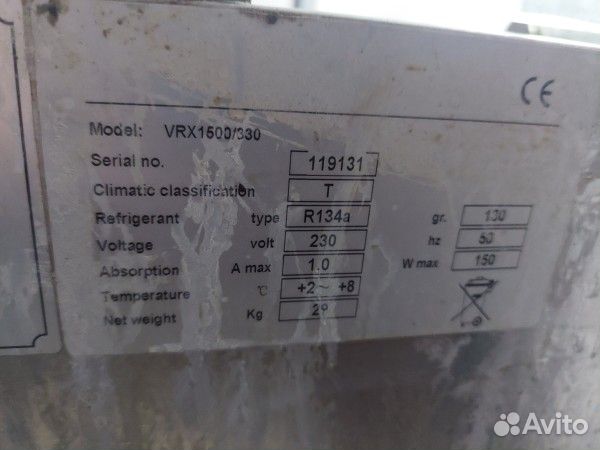 CE
Model: VRX1500/330
Serial no. 119131
Climatic classification T
Refrigerant type R134a gr. 130
Voltage volt 230 hz 50
Absorption A max 1.0 W max 150
Temperature °C +2~ +8
Net weight Kg
Avito